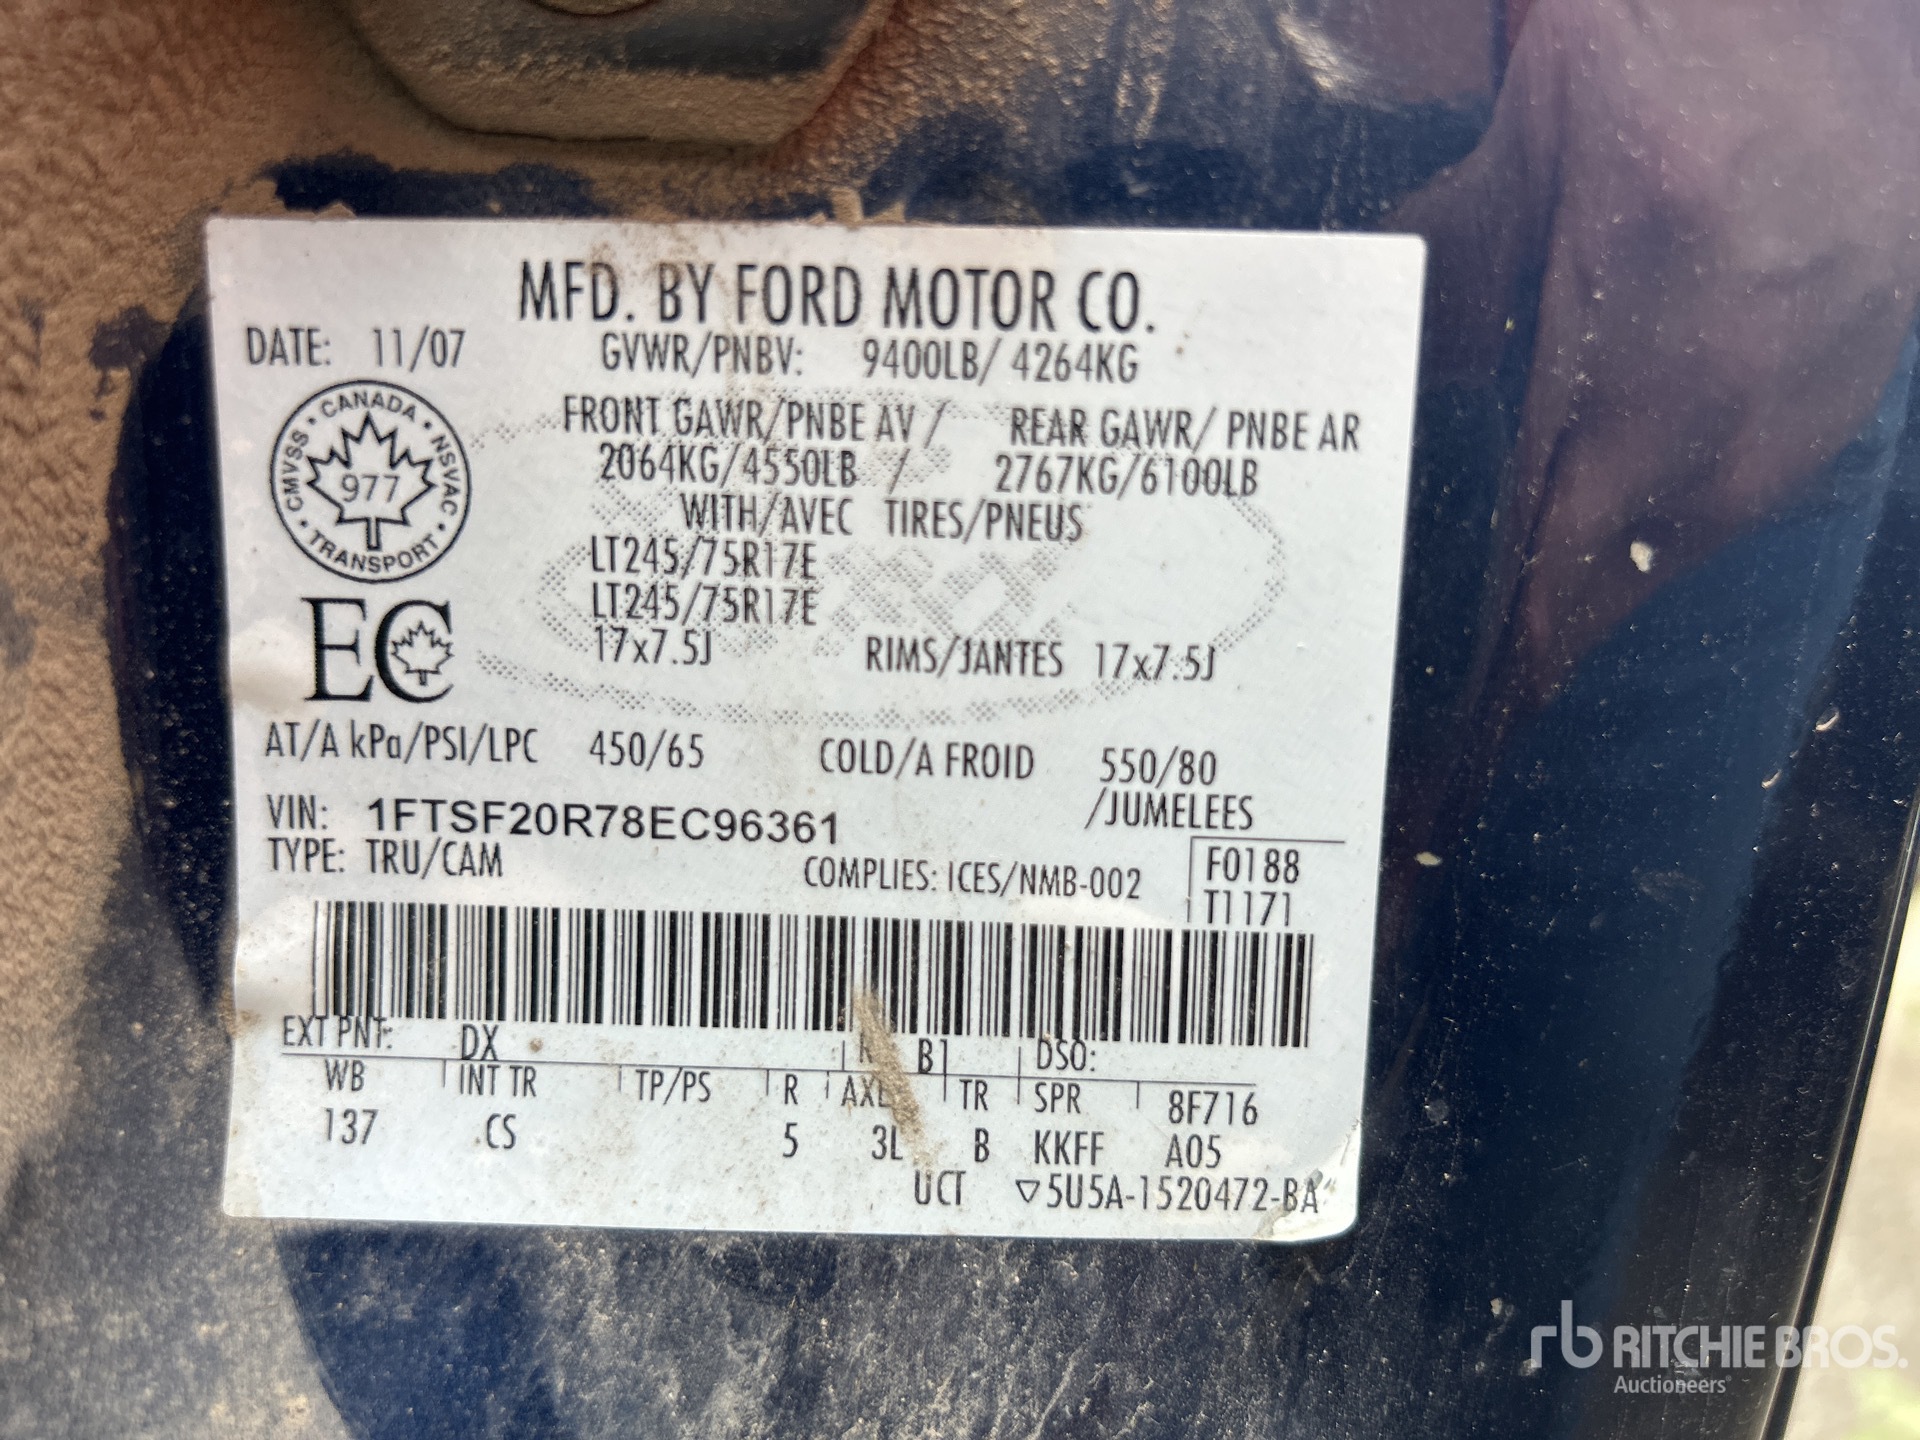 MFD. BY FORD MOTOR CO.
DATE: 11/07 GVWR/PNBV: 9400LB/ 4264KG
FRONT GAWR/PNBE AV / REAR GAWR/ PNBE AR
2064KG/4550LB / 2767KG/6100LB
WITH/AVEC TIRES/PNEUS
CANADA · NSVAC · TRANSPORT · CMVSS ·
977
LT245/75R17E
LT245/75R17E
EC
17x7.5J RIMS/JANTES 17x7.5J
AT/A kPa/PSI/LPC 450/65 COLD/A FROID 550/80
VIN: 1FTSF20R78EC96361 /JUMELEES
TYPE: TRU/CAM COMPLIES: ICES/NMB-002 F0188
T1171
EXT PNT: DX B1 DSO:
WB INT TR TP/PS R AXLE TR SPR 8F716
137 CS 5 3L B KKFF A05
UCT ▽5U5A-1520472-BA
rb RITCHIE BROS.
Auctioneers